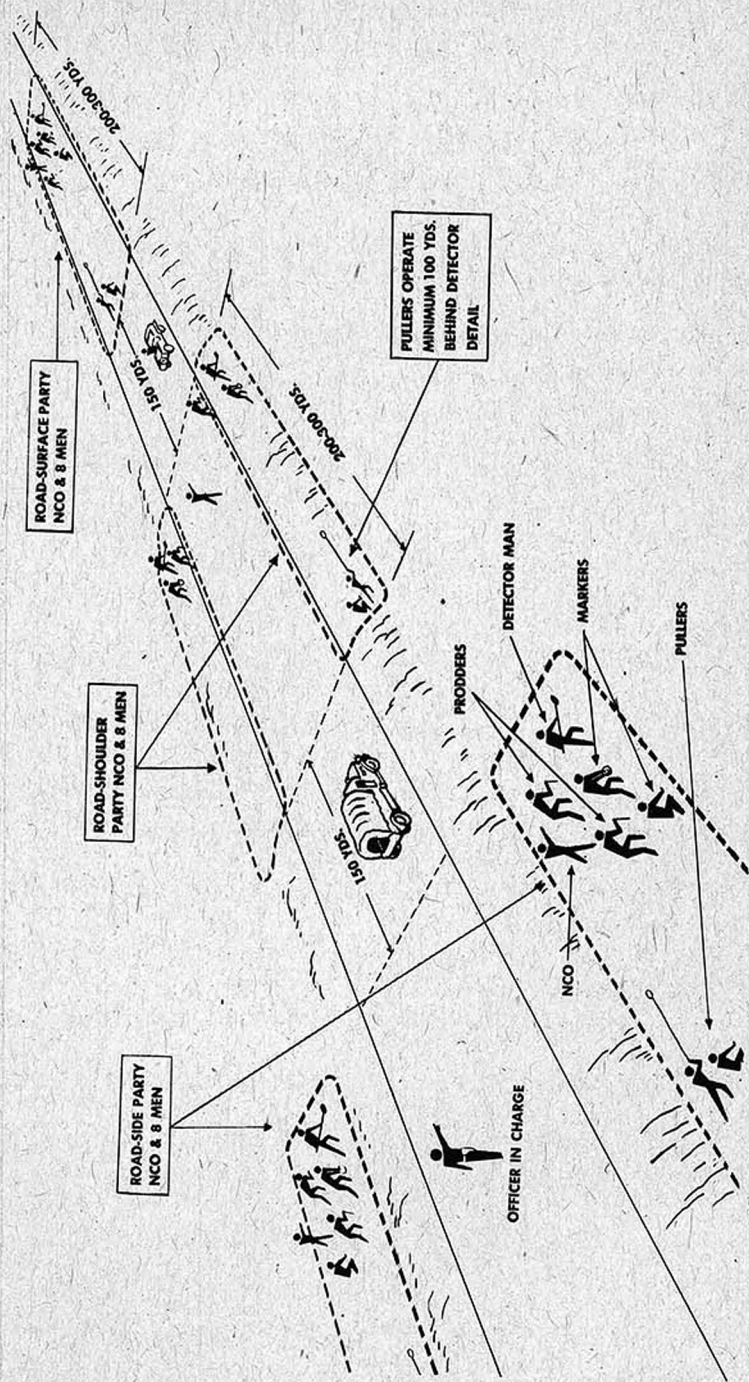 ROAD-SIDE PARTY
NCO & 8 MEN
ROAD-SHOULDER
PARTY NCO & 8 MEN
ROAD-SURFACE PARTY
NCO & 8 MEN
200-300 YDS.
150 YDS.
200-300 YDS.
150 YDS.
PULLERS OPERATE
MINIMUM 100 YDS.
BEHIND DETECTOR
DETAIL
OFFICER IN CHARGE
NCO
PRODDERS
DETECTOR MAN
MARKERS
PULLERS